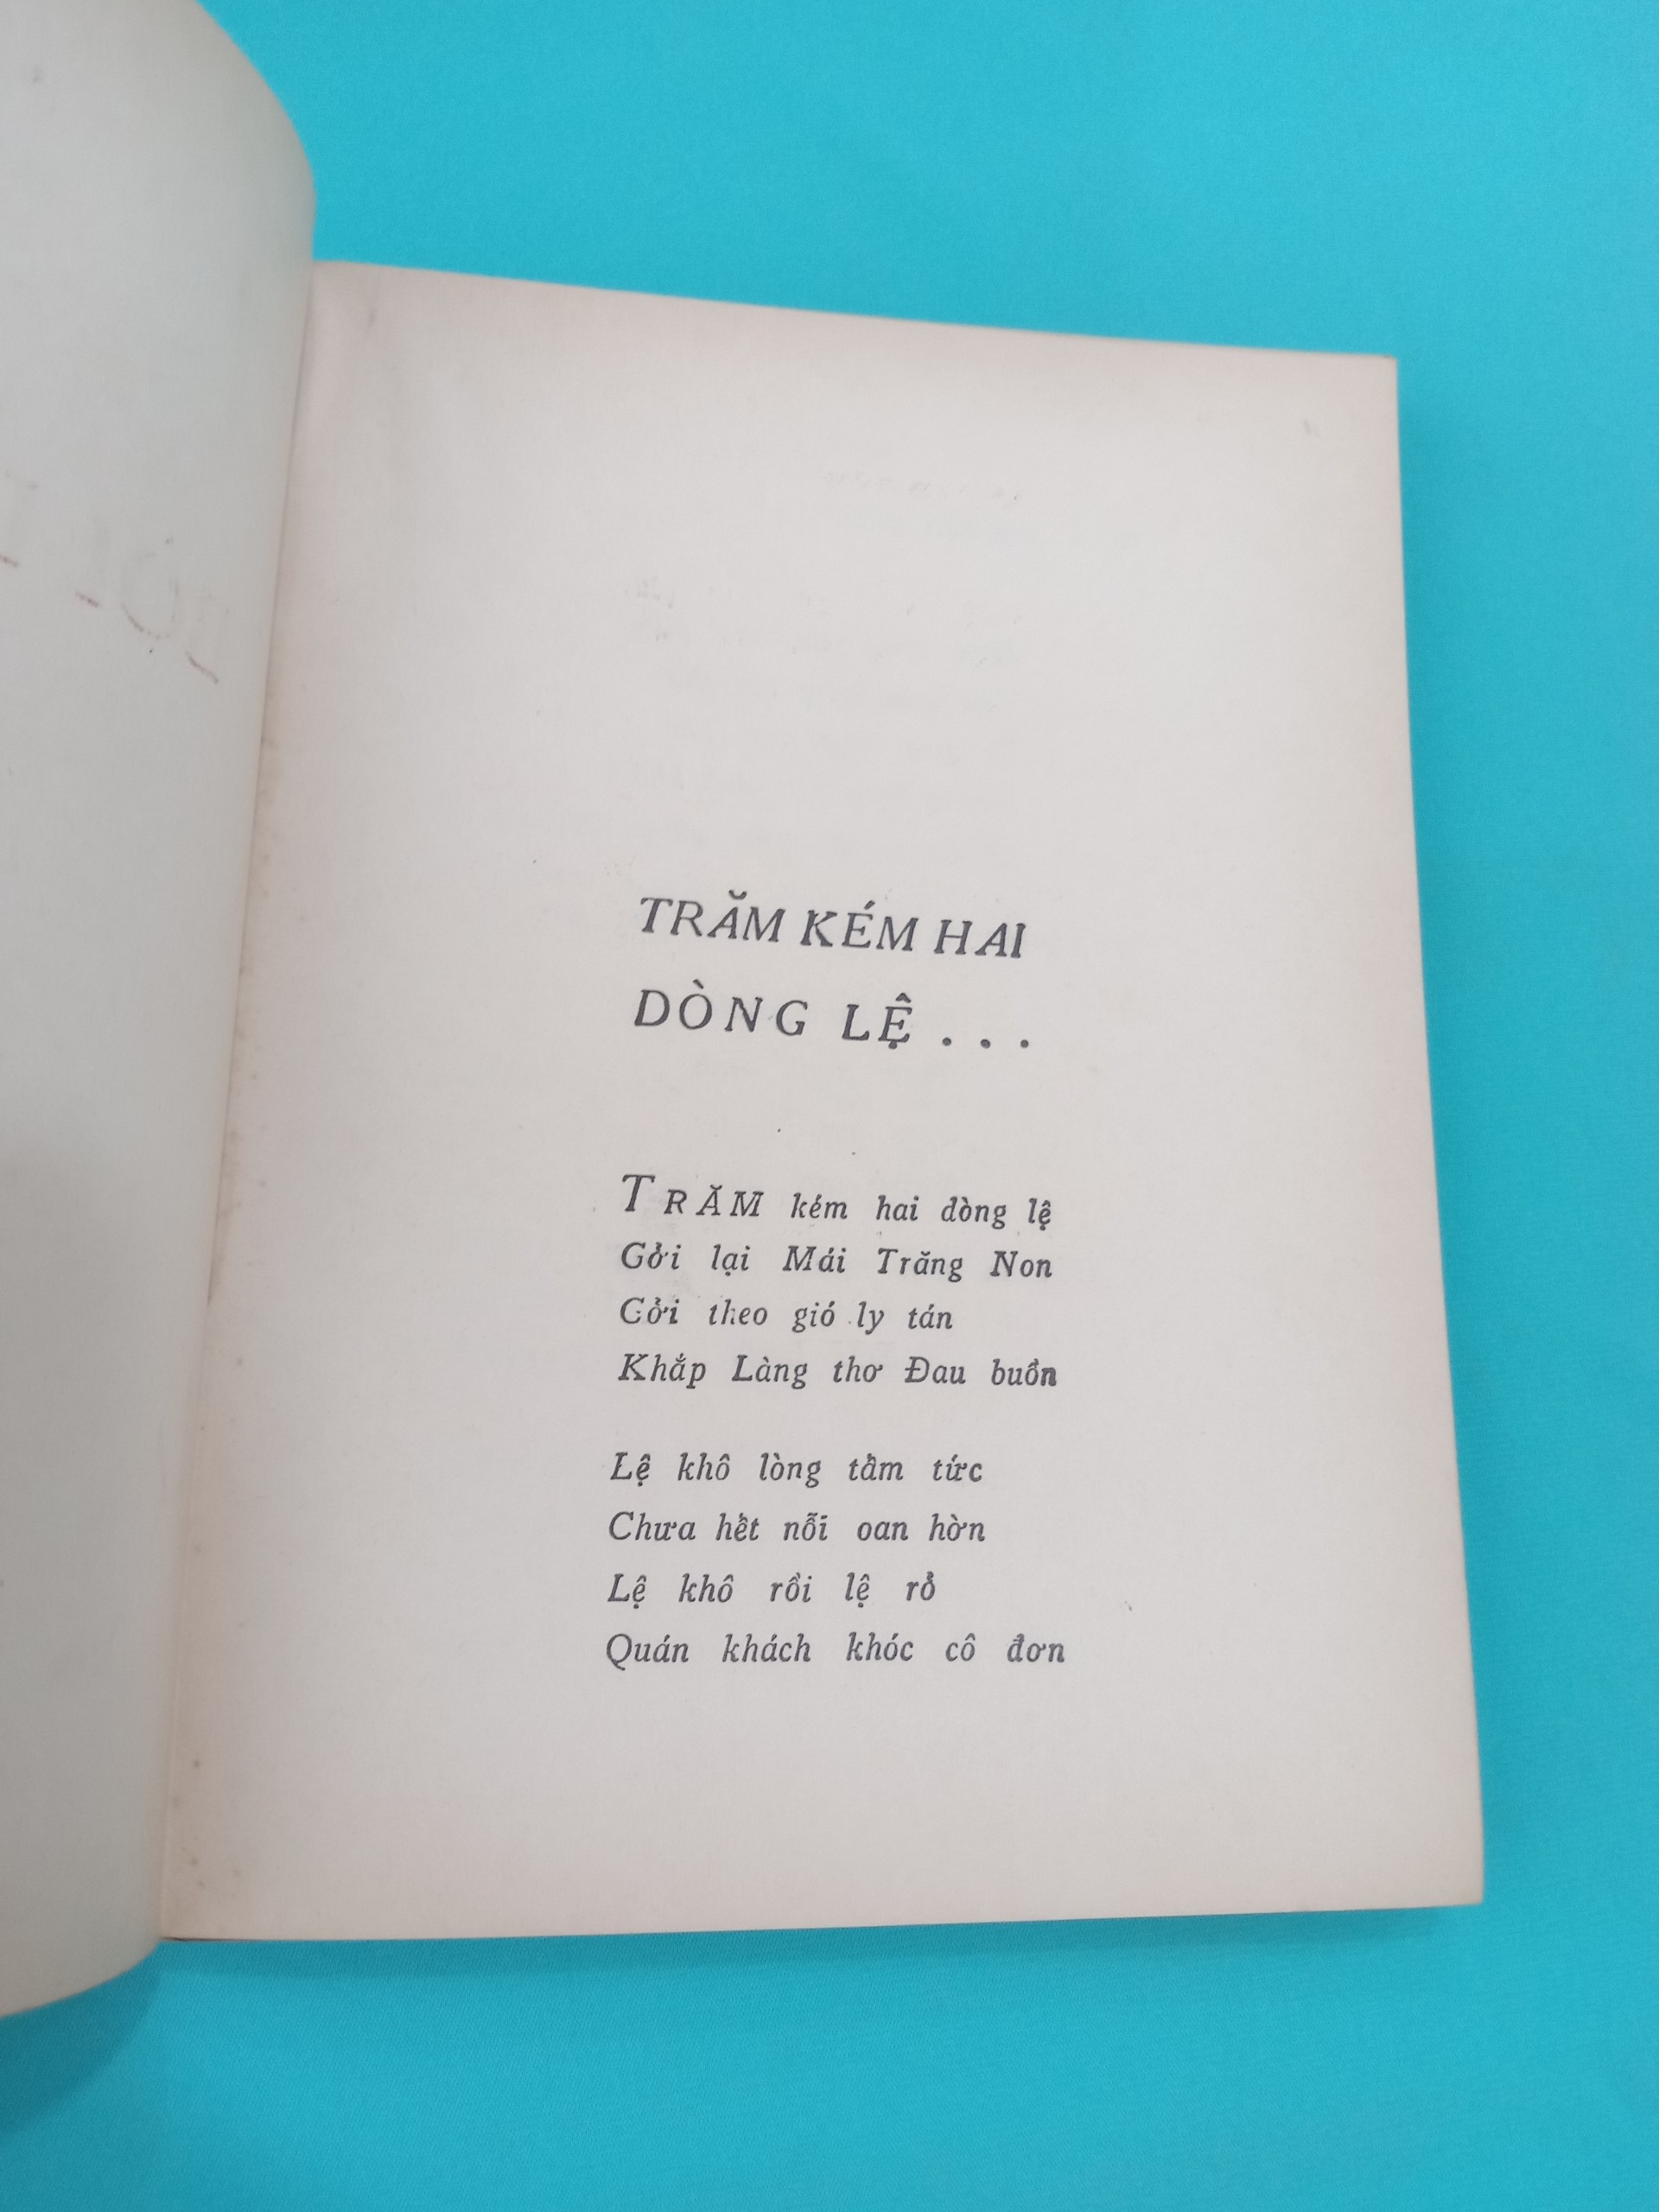 TRĂM KÉM HAI
DÒNG LỆ . . .
TRĂM kém hai dòng lệ
Gởi lại Mái Trăng Non
Gởi theo gió ly tán
Khắp Làng thơ Đau buồn
Lệ khô lòng tầm tức
Chưa hết nỗi oan hờn
Lệ khô rồi lệ rỏ
Quán khách khóc cô đơn